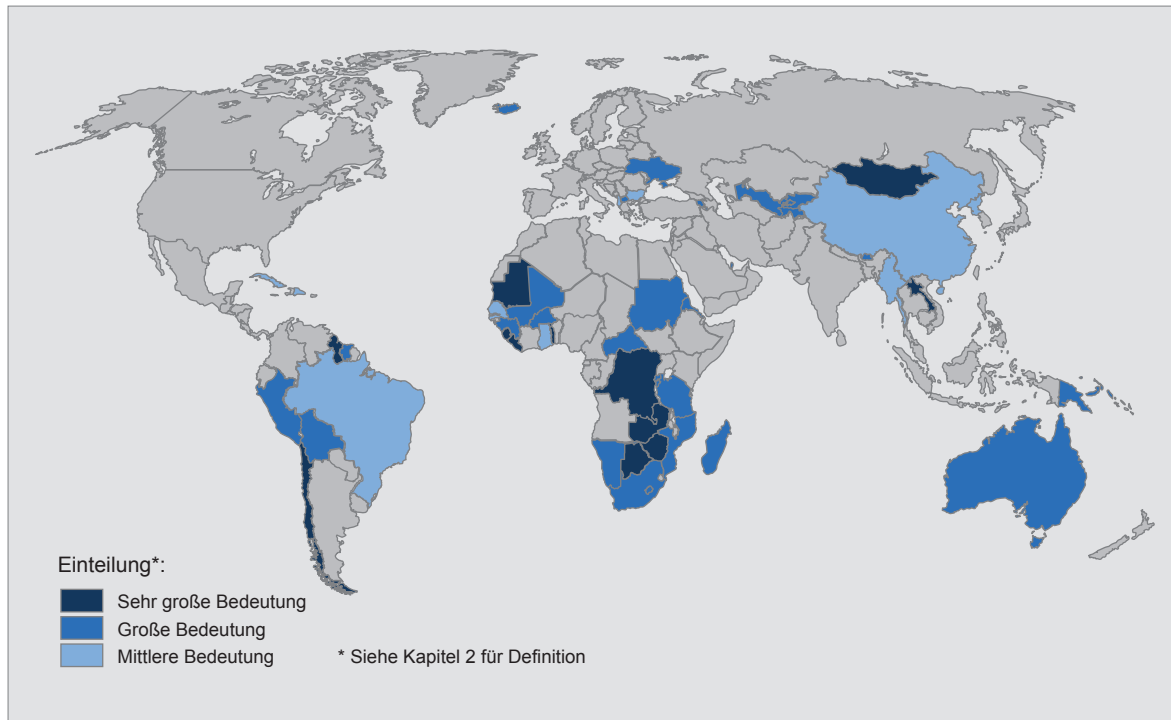 Einteilung*:
Sehr große Bedeutung
Große Bedeutung
Mittlere Bedeutung
* Siehe Kapitel 2 für Definition